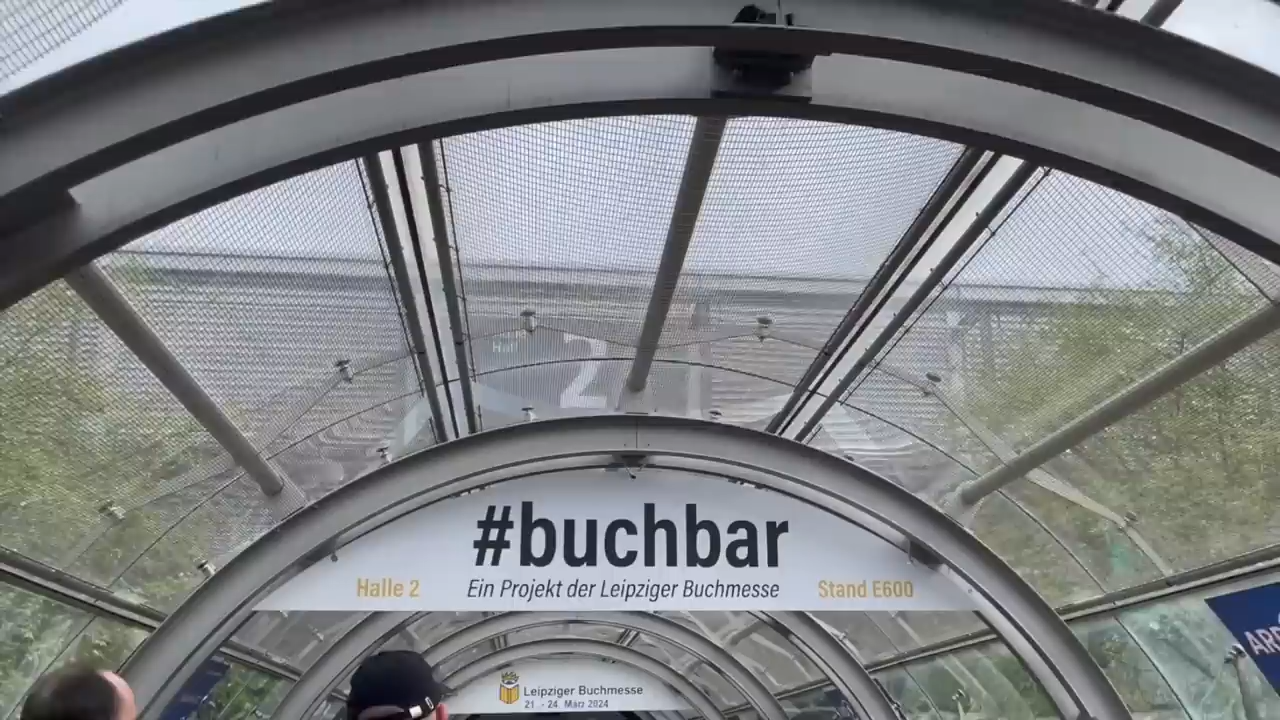 Halle
2
#buchbar
Halle 2 Ein Projekt der Leipziger Buchmesse Stand E600
Leipziger Buchmesse
21. - 24. März 2024